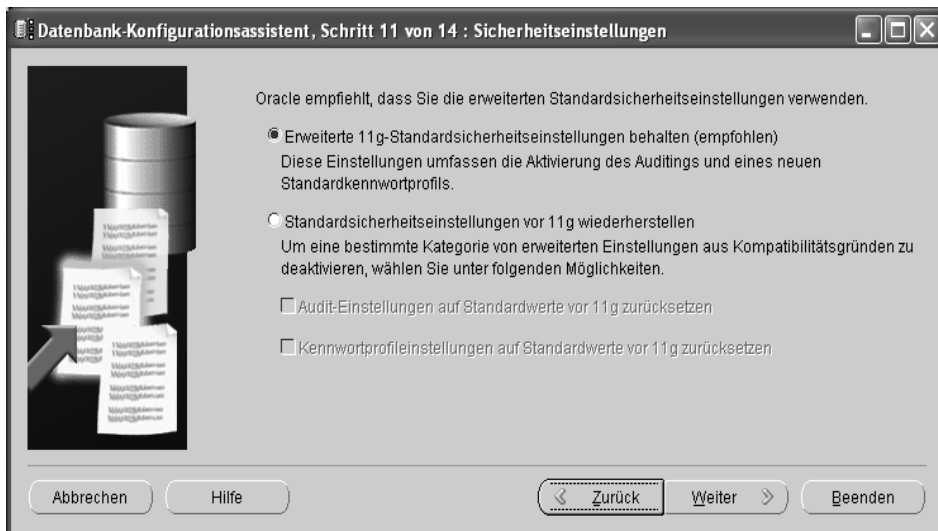 Datenbank-Konfigurationsassistent, Schritt 11 von 14 : Sicherheitseinstellungen
Oracle empfiehlt, dass Sie die erweiterten Standardsicherheitseinstellungen verwenden.
Erweiterte 11g-Standardsicherheitseinstellungen behalten (empfohlen)
Diese Einstellungen umfassen die Aktivierung des Auditings und eines neuen
Standardkennwortprofils.
Standardsicherheitseinstellungen vor 11g wiederherstellen
Um eine bestimmte Kategorie von erweiterten Einstellungen aus Kompatibilitätsgründen zu
deaktivieren, wählen Sie unter folgenden Möglichkeiten.
Audit-Einstellungen auf Standardwerte vor 11g zurücksetzen
Kennwortprofileinstellungen auf Standardwerte vor 11g zurücksetzen
Abbrechen
Hilfe
Zurück
Weiter
Beenden